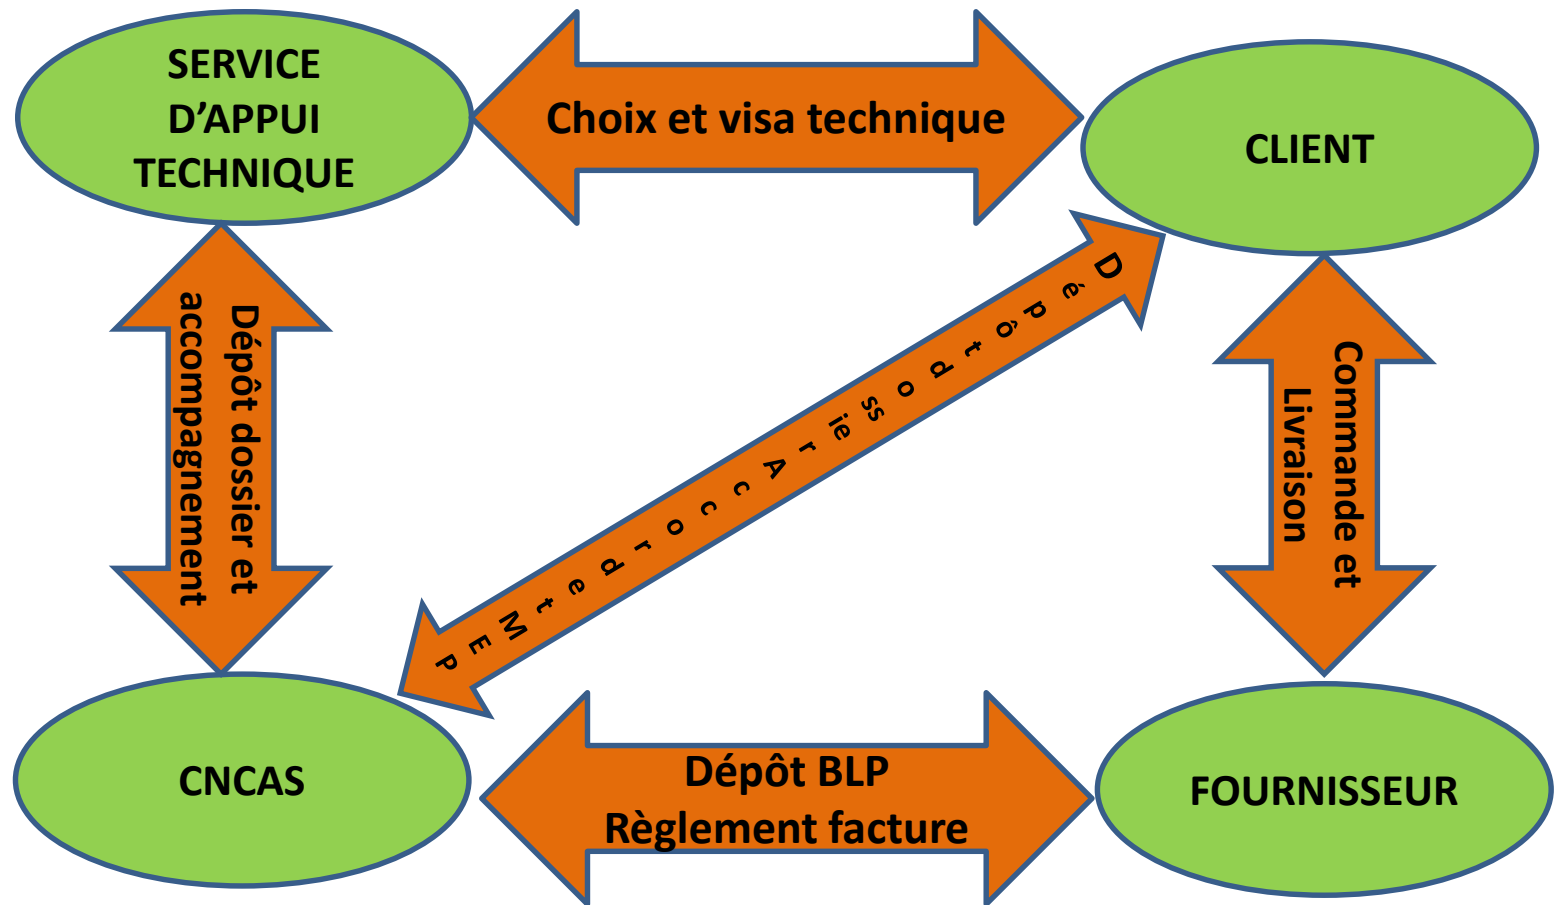 SERVICE
D’APPUI
TECHNIQUE
Choix et visa technique
CLIENT
Dépôt dossier et
accompagnement
Dépôt dossier Accord et MEP
Commande et
Livraison
CNCAS
Dépôt BLP
Règlement facture
FOURNISSEUR